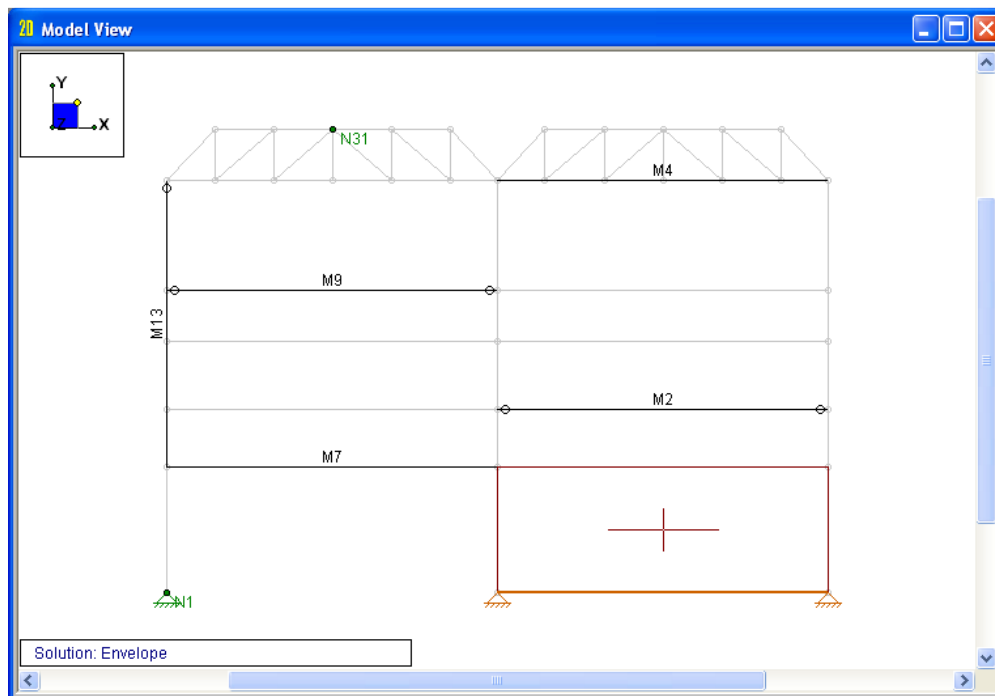 2D Model View
Y
Z X
N31
M4
M9
M13
M2
M7
N1
Solution: Envelope